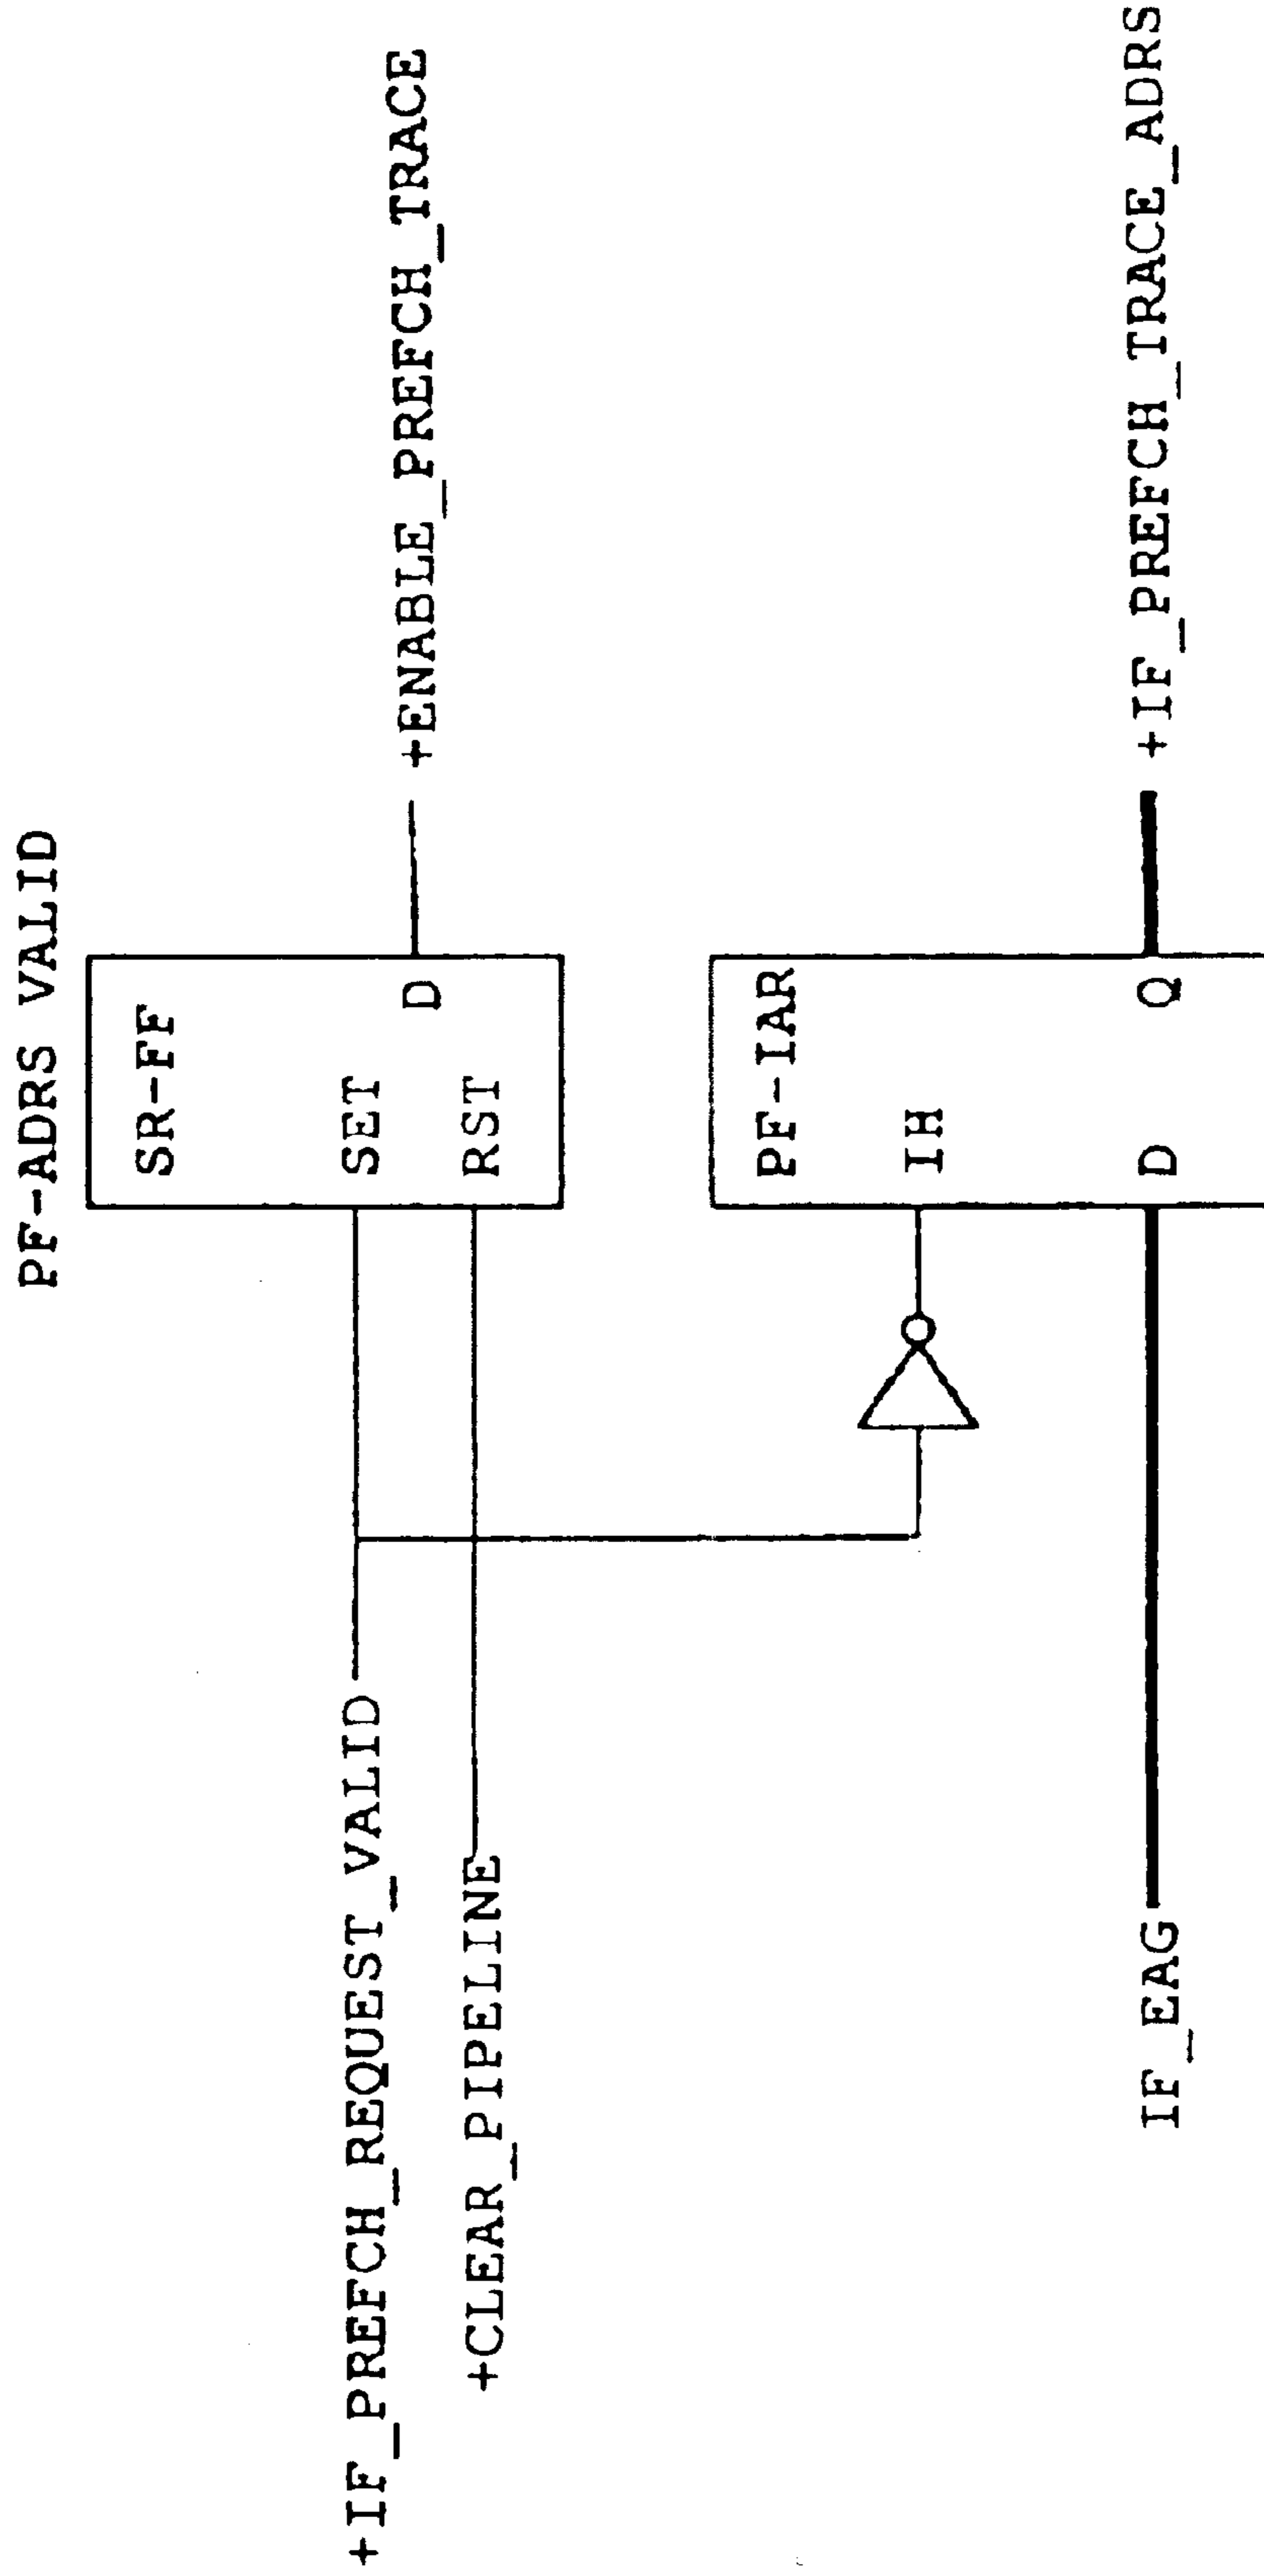 PF-ADRS VALID
SR-FF
+IF_PREFCH_REQUEST_VALID
SET
D
+ENABLE_PREFCH_TRACE
+CLEAR_PIPELINE
RST
PF-IAR
IH
IF_EAG
D
Q
+IF_PREFCH_TRACE_ADRS